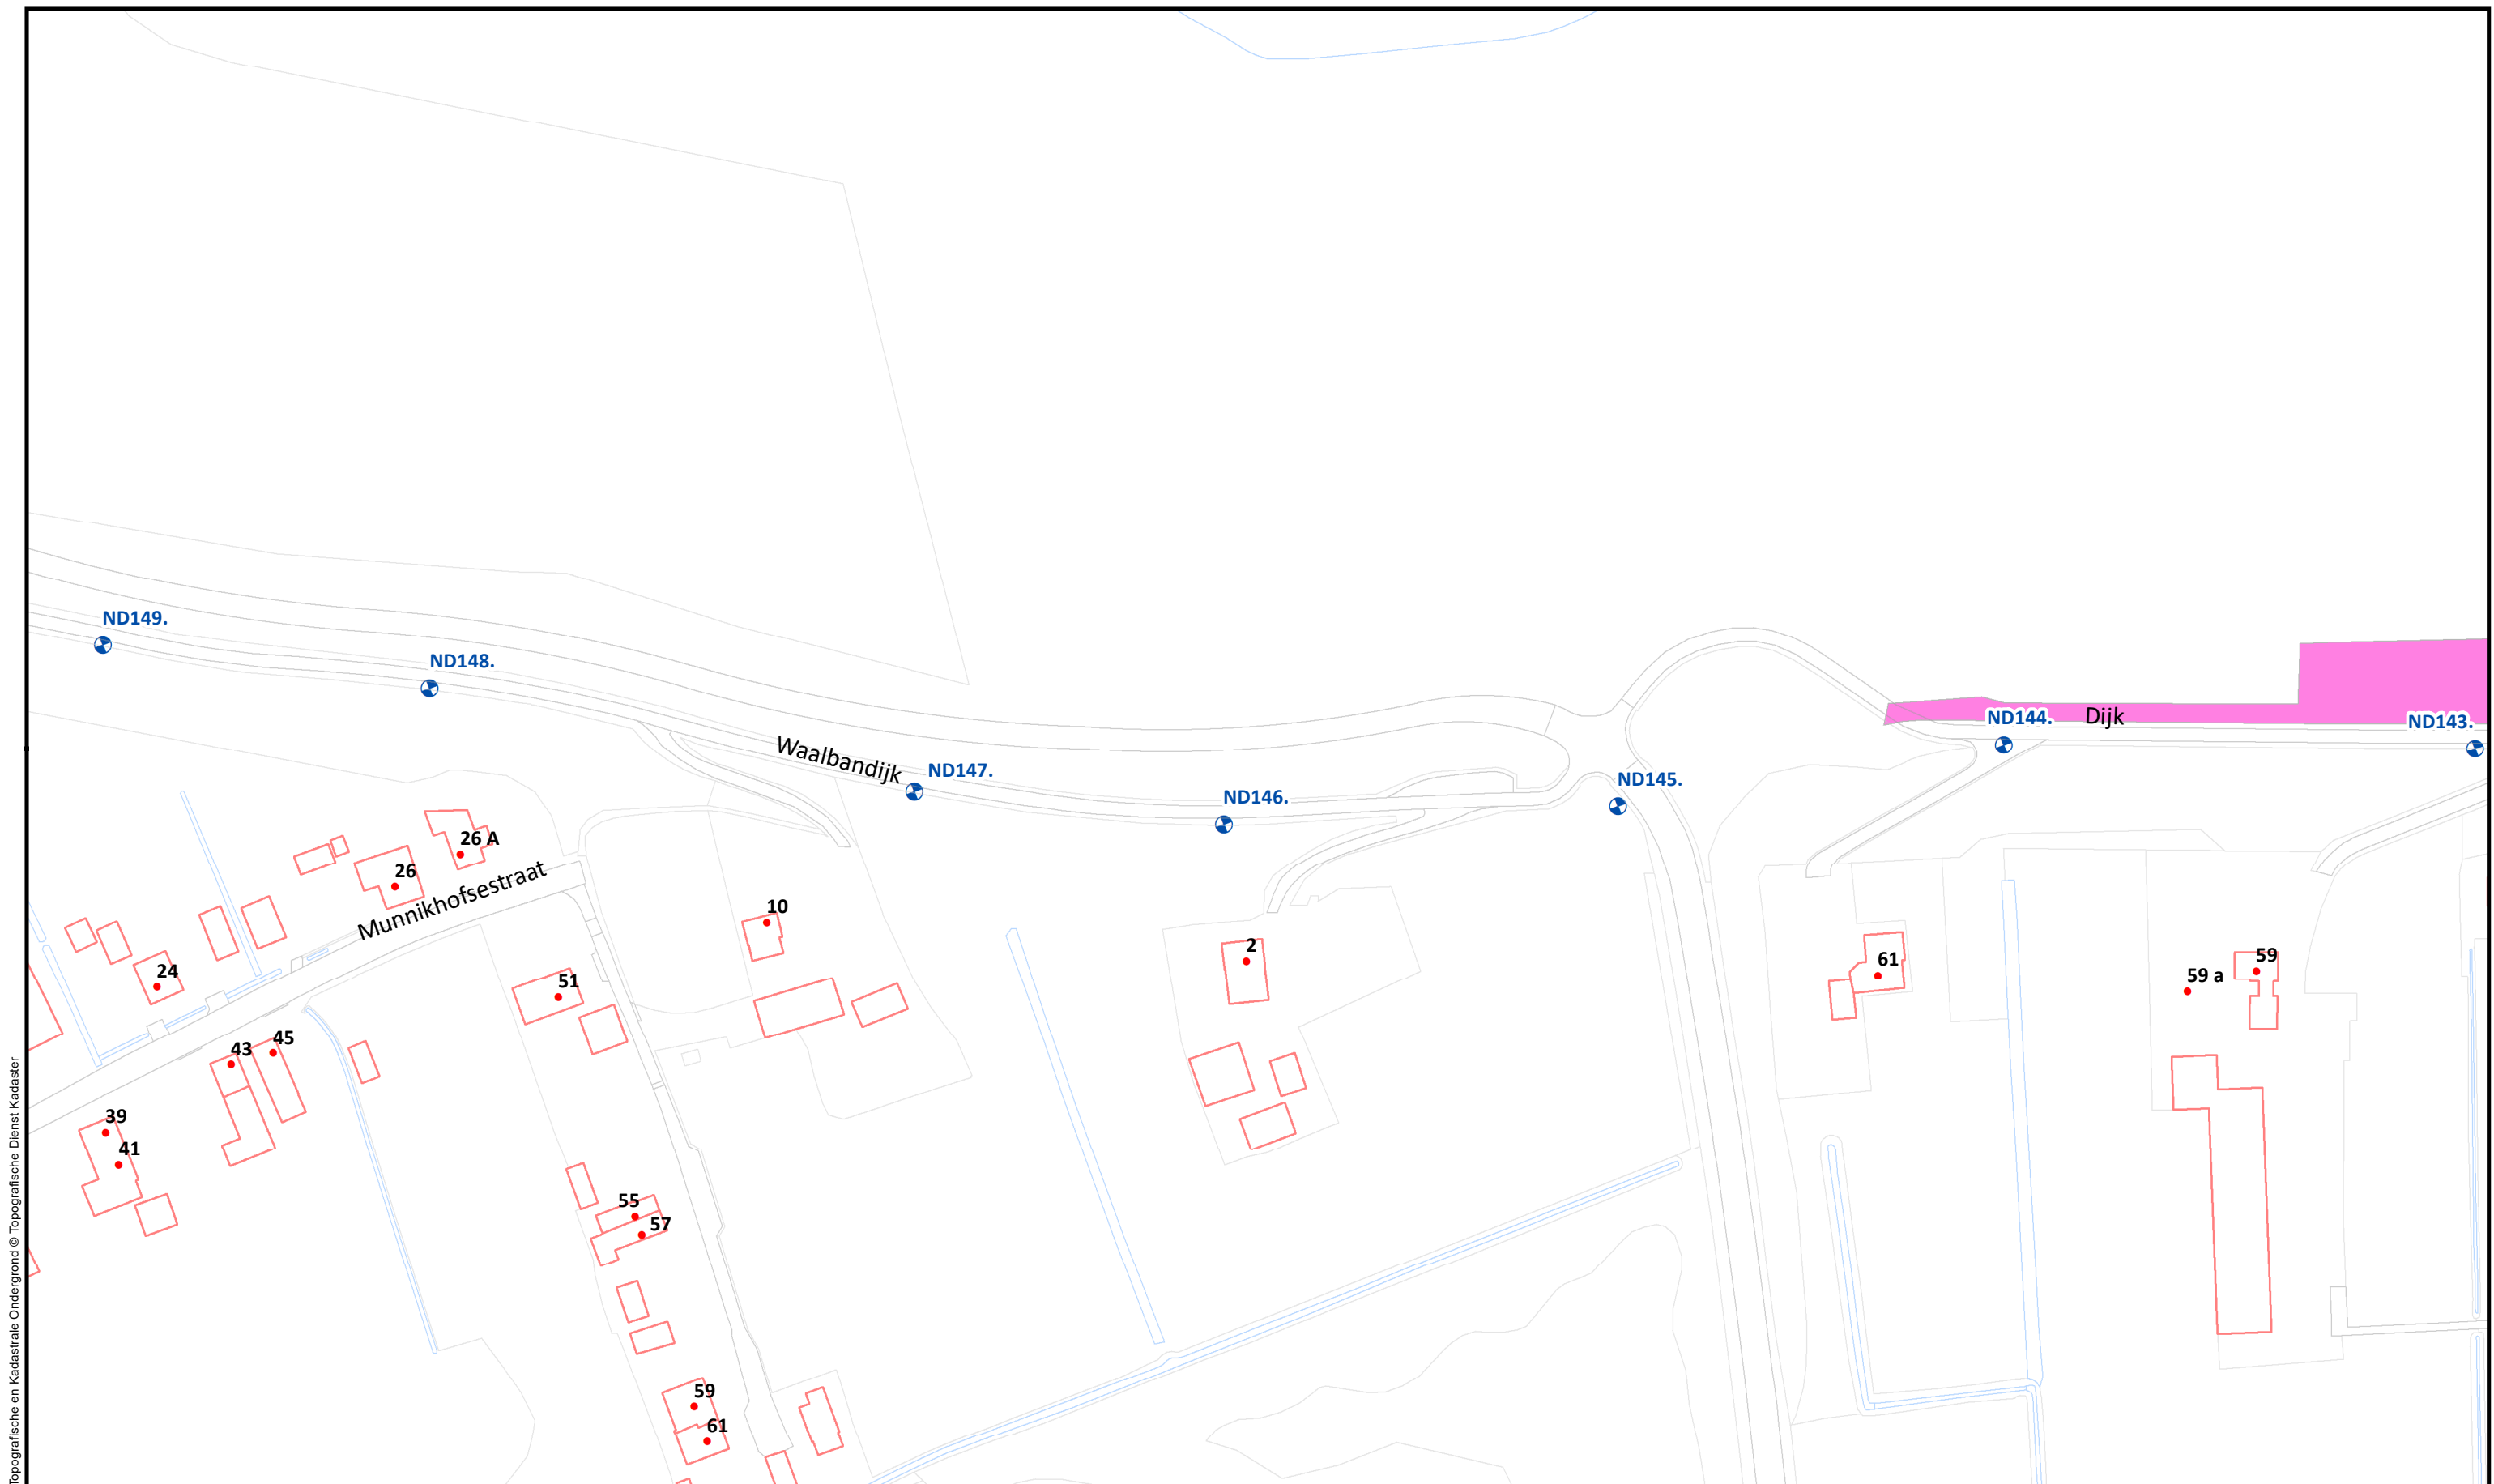 ND149.
ND148.
ND144.
Dijk
ND143.
Waalbandijk
ND147.
ND145.
ND146.
26 A
26
Munnikhofsestraat
10
2
24
51
61
59
59 a
43
45
39
41
55
57
59
61
Topografische en Kadastrale Ondergrond © Topografische Dienst Kadaster